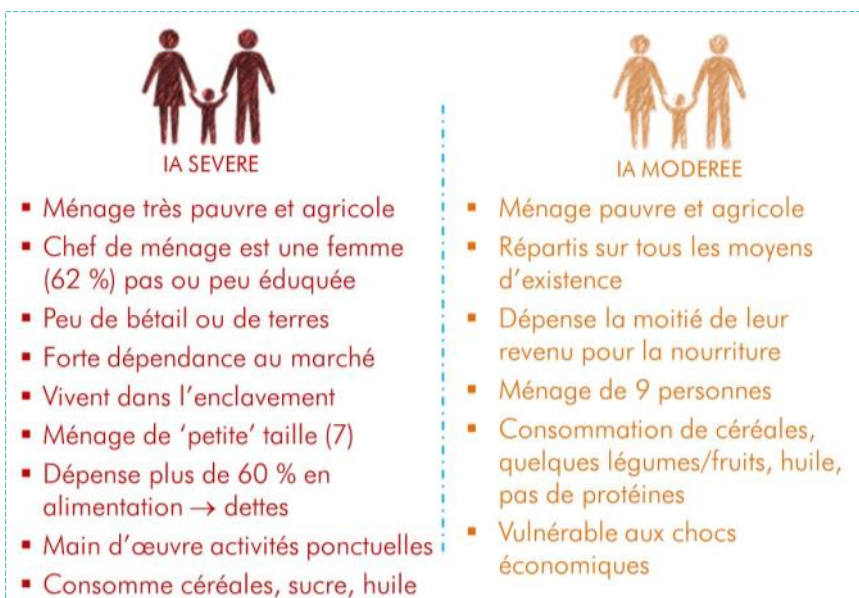 IA SEVERE
▪ Ménage très pauvre et agricole
▪ Chef de ménage est une femme
(62 %) pas ou peu éduquée
▪ Peu de bétail ou de terres
▪ Forte dépendance au marché
▪ Vivent dans l’enclavement
▪ Ménage de ‘petite’ taille (7)
▪ Dépense plus de 60 % en
alimentation → dettes
▪ Main d’œuvre activités ponctuelles
▪ Consomme céréales, sucre, huile
IA MODEREE
▪ Ménage pauvre et agricole
▪ Répartis sur tous les moyens
d’existence
▪ Dépense la moitié de leur
revenu pour la nourriture
▪ Ménage de 9 personnes
▪ Consommation de céréales,
quelques légumes/fruits, huile,
pas de protéines
▪ Vulnérable aux chocs
économiques